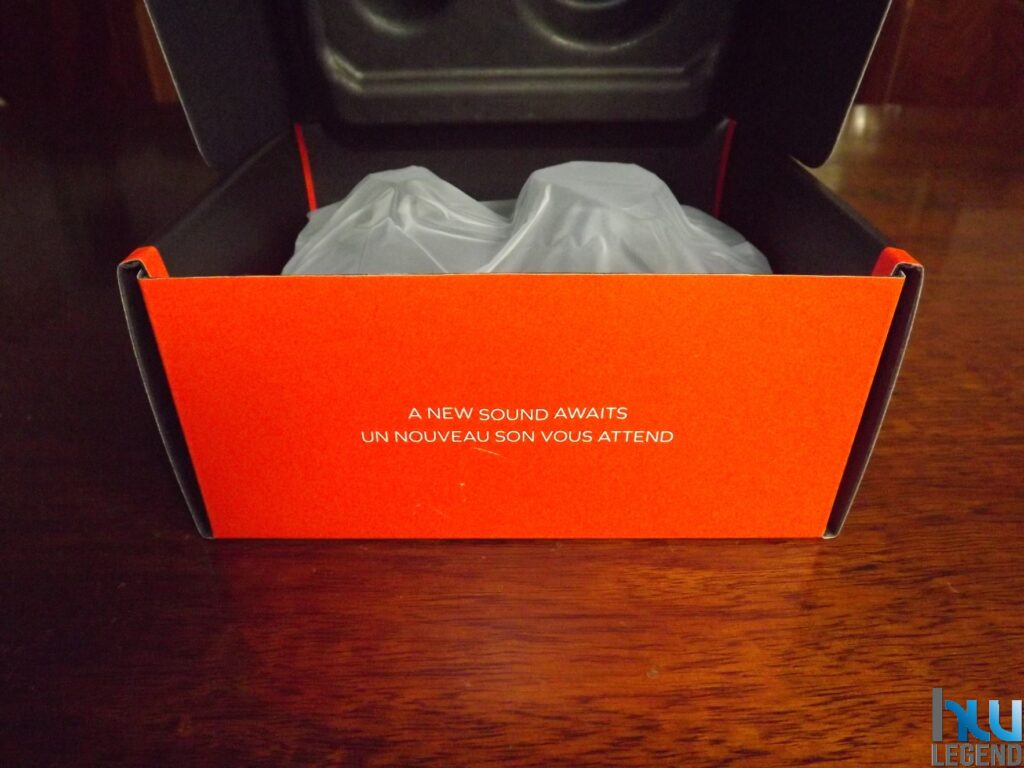 A NEW SOUND AWAITS
UN NOUVEAU SON VOUS ATTEND
LEGEND